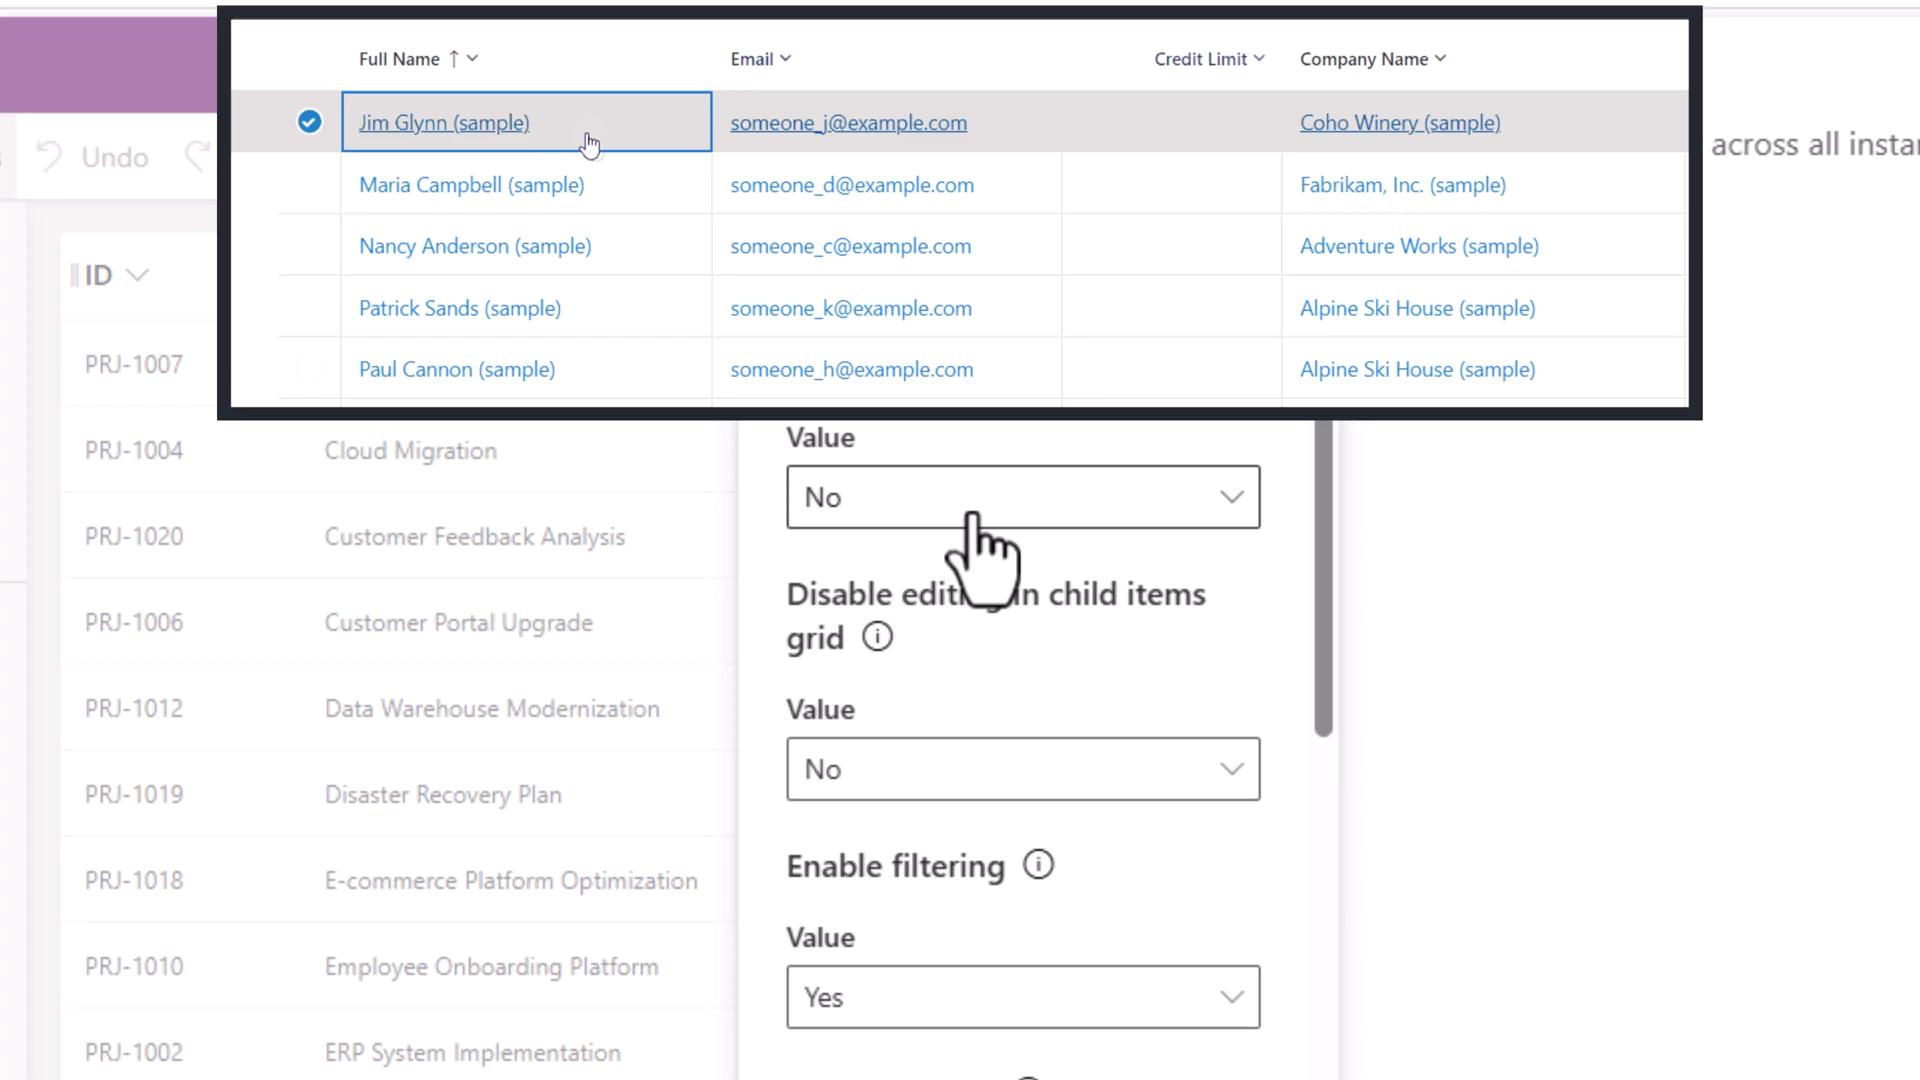 Full Name
Email
Credit Limit
Company Name
Jim Glynn (sample)
someone_j@example.com
Coho Winery (sample)
Maria Campbell (sample)
someone_d@example.com
Fabrikam, Inc. (sample)
Nancy Anderson (sample)
someone_c@example.com
Adventure Works (sample)
Patrick Sands (sample)
someone_k@example.com
Alpine Ski House (sample)
Paul Cannon (sample)
someone_h@example.com
Alpine Ski House (sample)
Undo
across all
ID
PRJ-1007
PRJ-1004
Cloud Migration
PRJ-1020
Customer Feedback Analysis
PRJ-1006
Customer Portal Upgrade
PRJ-1012
Data Warehouse Modernization
PRJ-1019
Disaster Recovery Plan
PRJ-1018
E-commerce Platform Optimization
PRJ-1010
Employee Onboarding Platform
PRJ-1002
ERP System Implementation
Value
No
Disable editing in child items
grid
Value
No
Enable filtering
Value
Yes